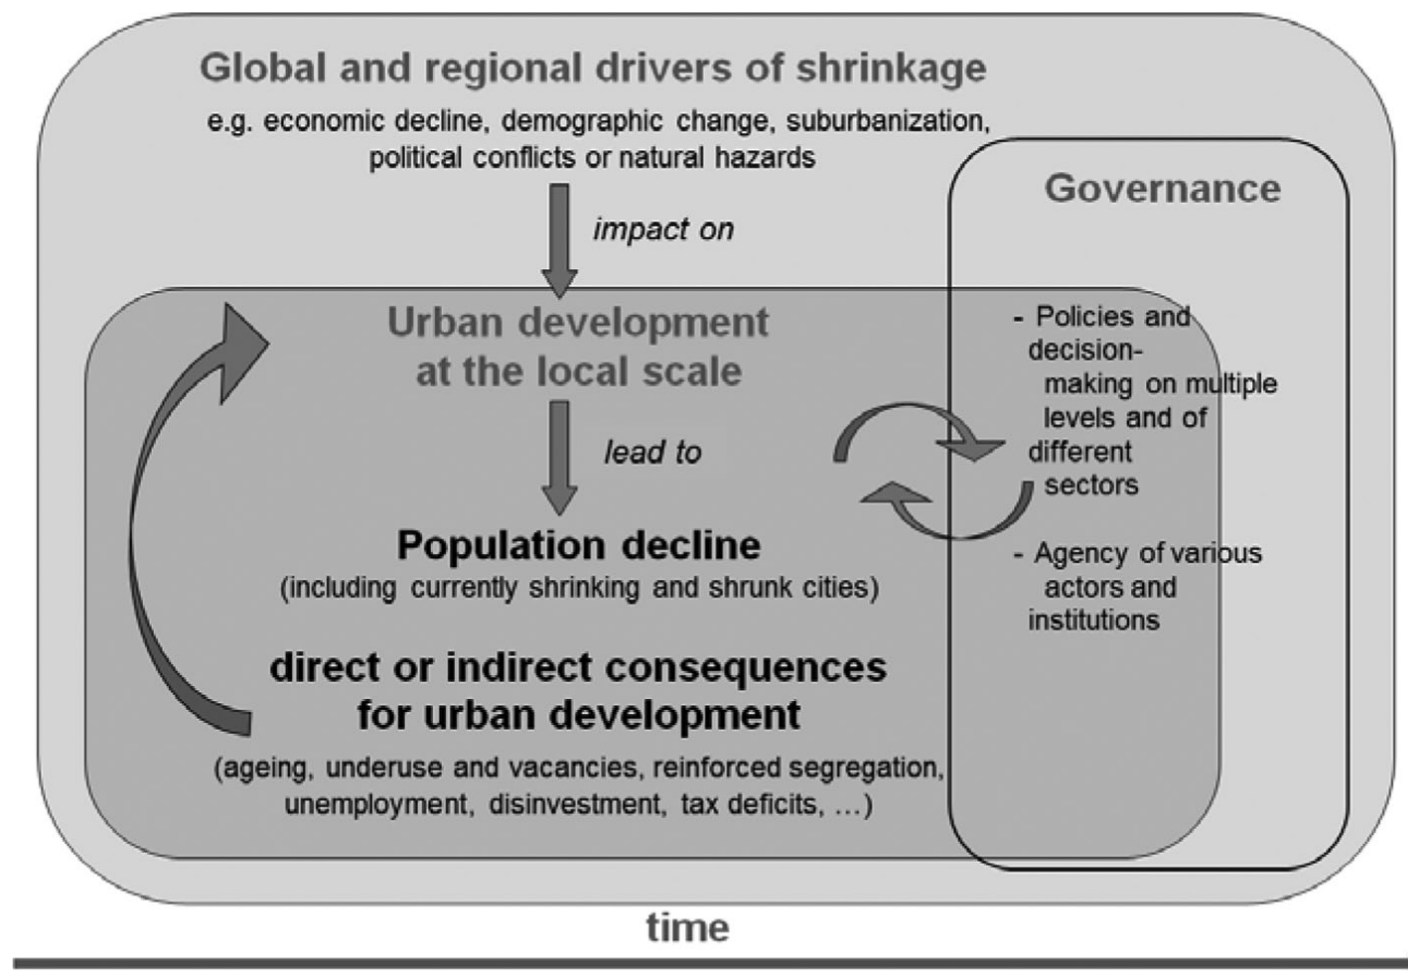 Global and regional drivers of shrinkage
e.g. economic decline, demographic change, suburbanization,
political conflicts or natural hazards
impact on
Governance
Urban development
at the local scale
lead to
Population decline
(including currently shrinking and shrunk cities)
direct or indirect consequences
for urban development
(ageing, underuse and vacancies, reinforced segregation,
unemployment, disinvestment, tax deficits, ...)
- Policies and
decision-
making on multiple
levels and of
different
sectors
- Agency of various
actors and
institutions
time